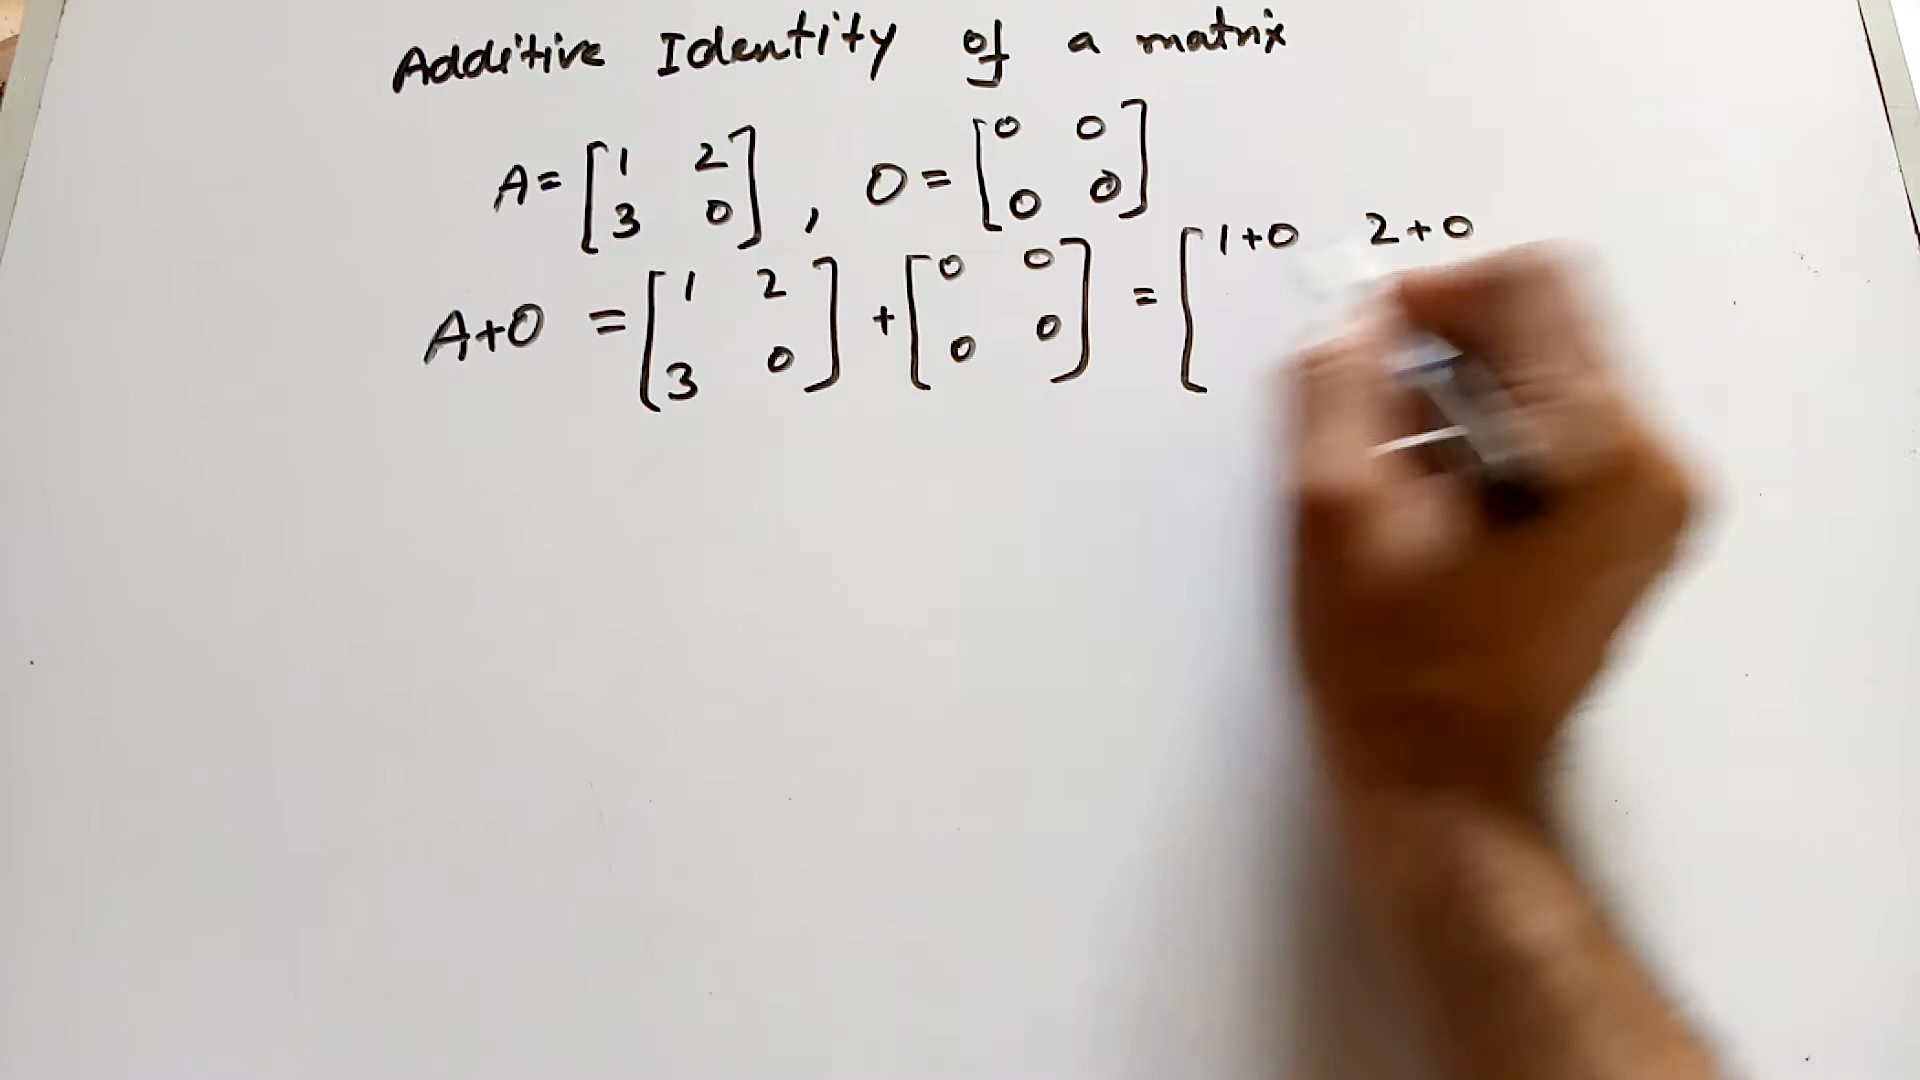 Additive Identity of a matrix
A = [1 2; 3 0], O = [0 0; 0 0]
A+O = [1 2; 3 0] + [0 0; 0 0] = [1+0 2+0